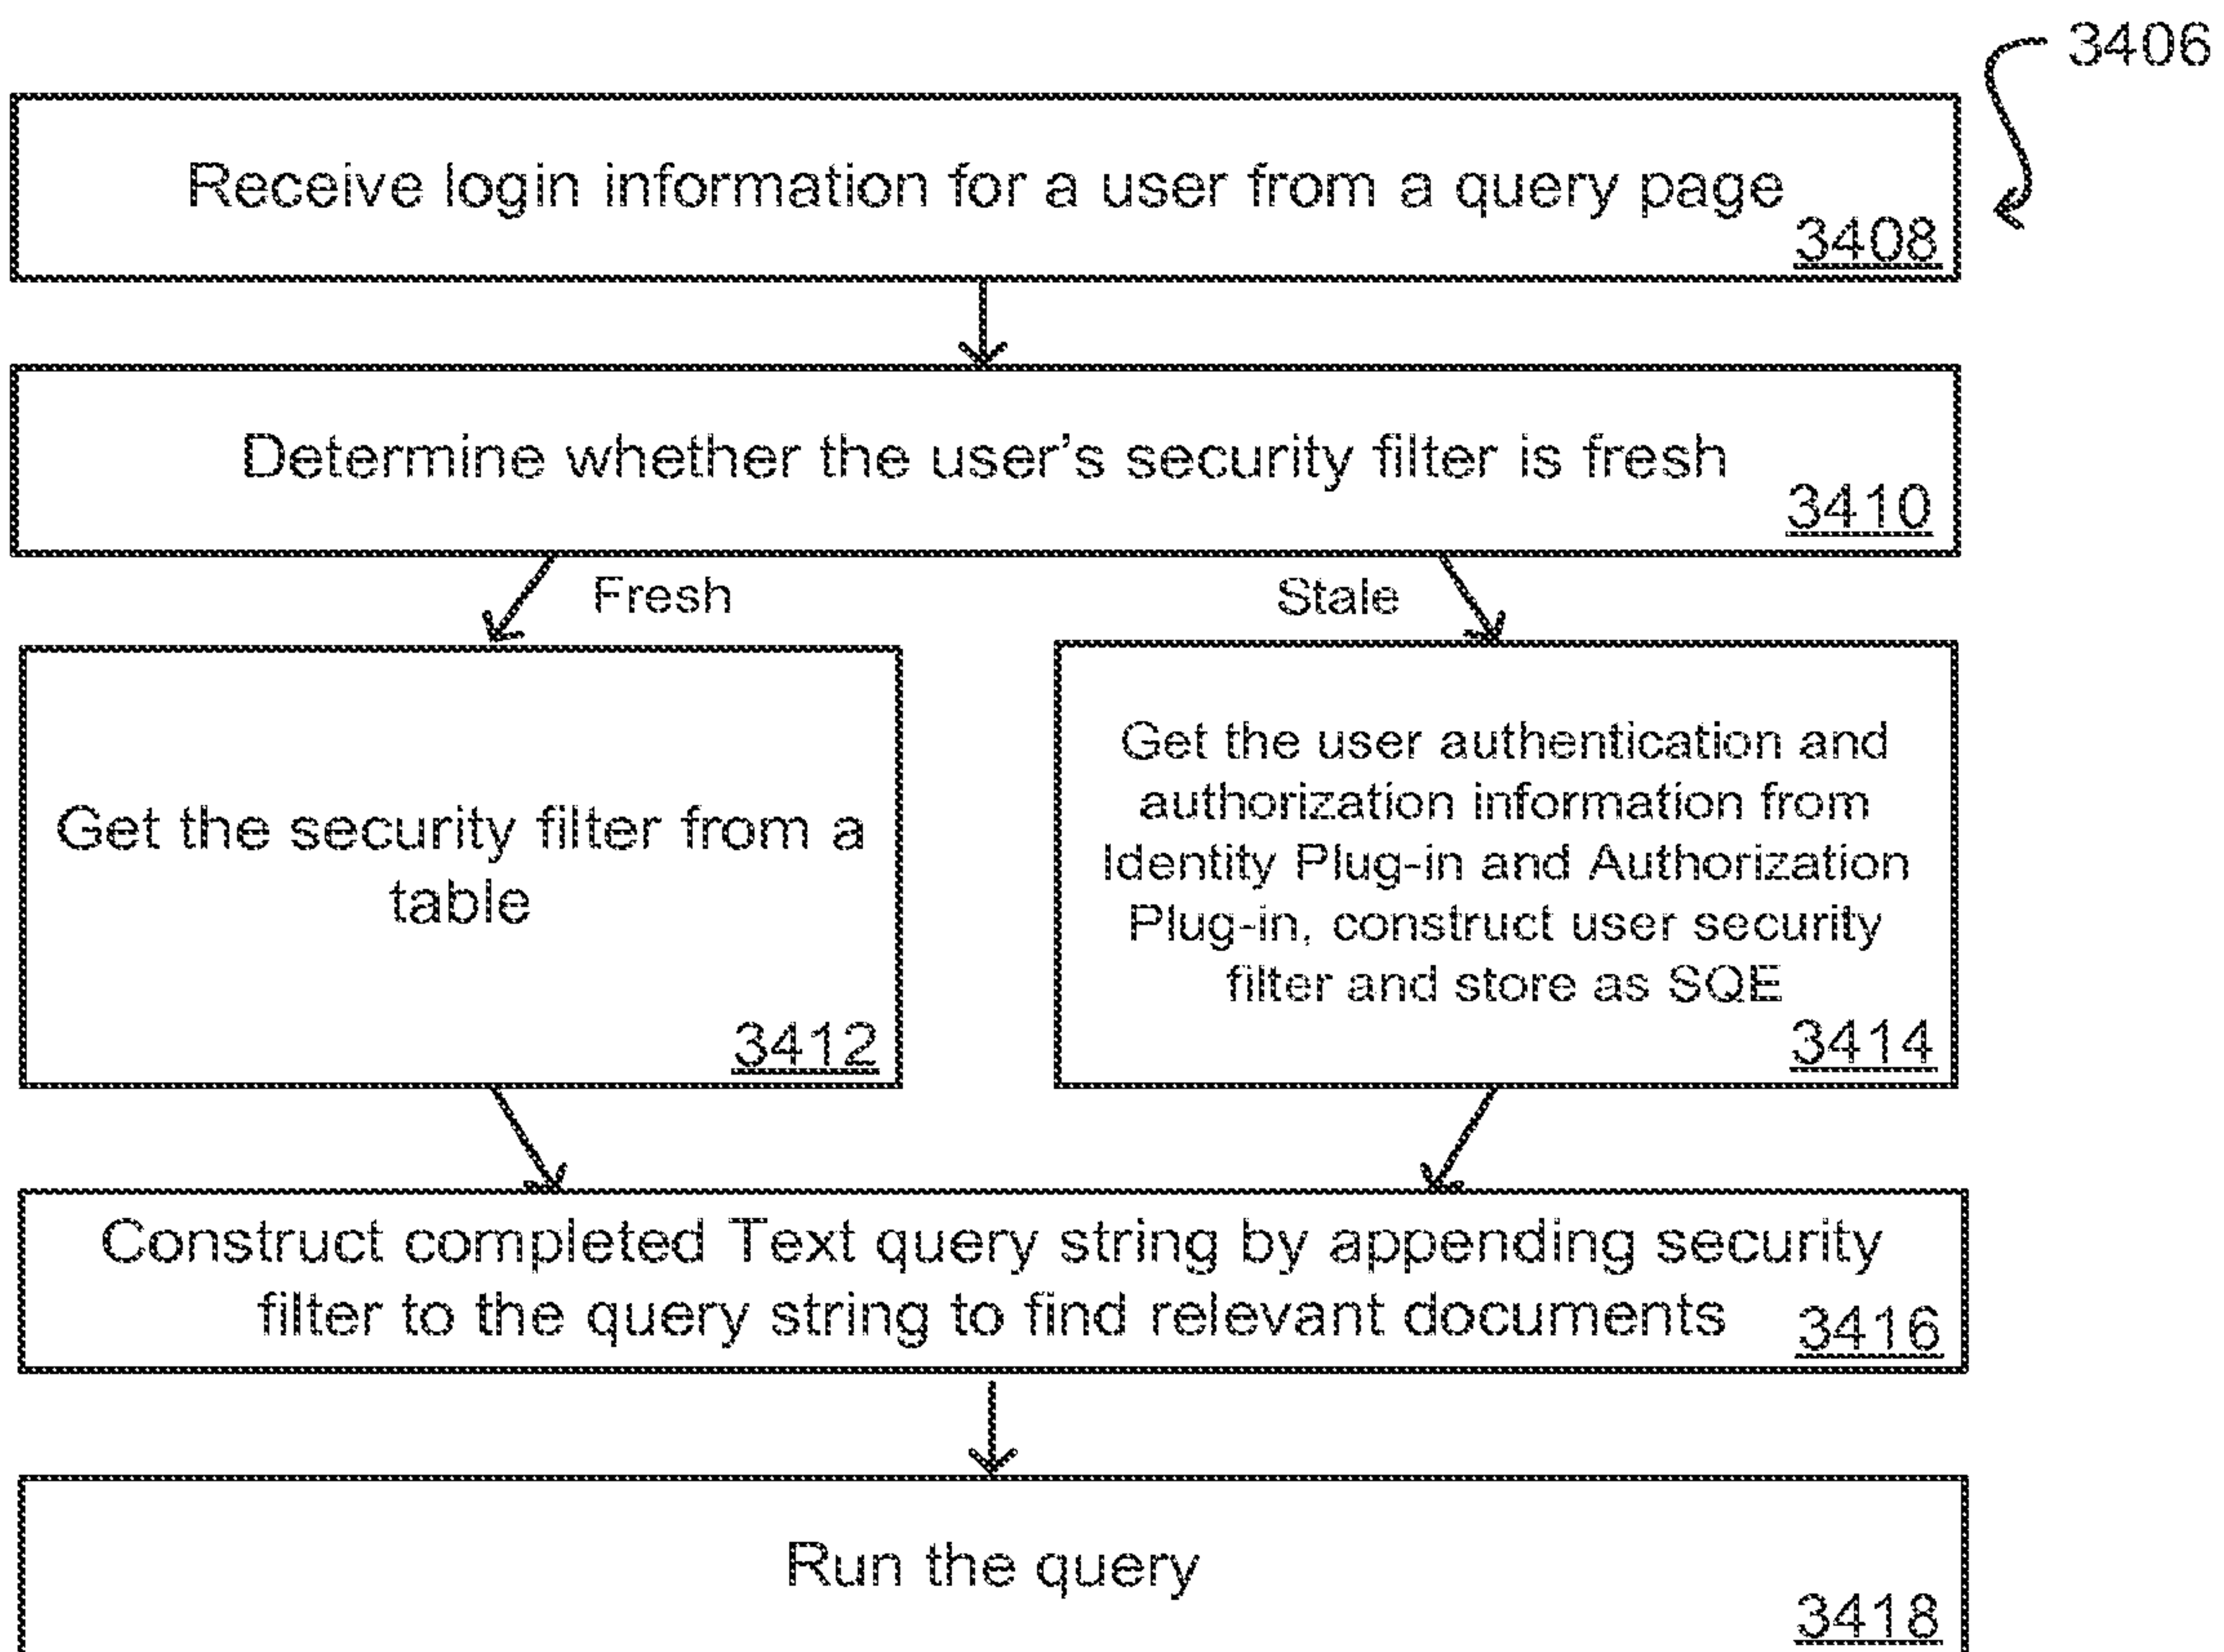 3406
Receive login information for a user from a query page
3408
Determine whether the user's security filter is fresh
3410
Fresh
Stale
Get the security filter from a
table
3412
Get the user authentication and
authorization information from
Identity Plug-in and Authorization
Plug-in, construct user security
filter and store as SQE
3414
Construct completed Text query string by appending security
filter to the query string to find relevant documents
3416
Run the query
3418